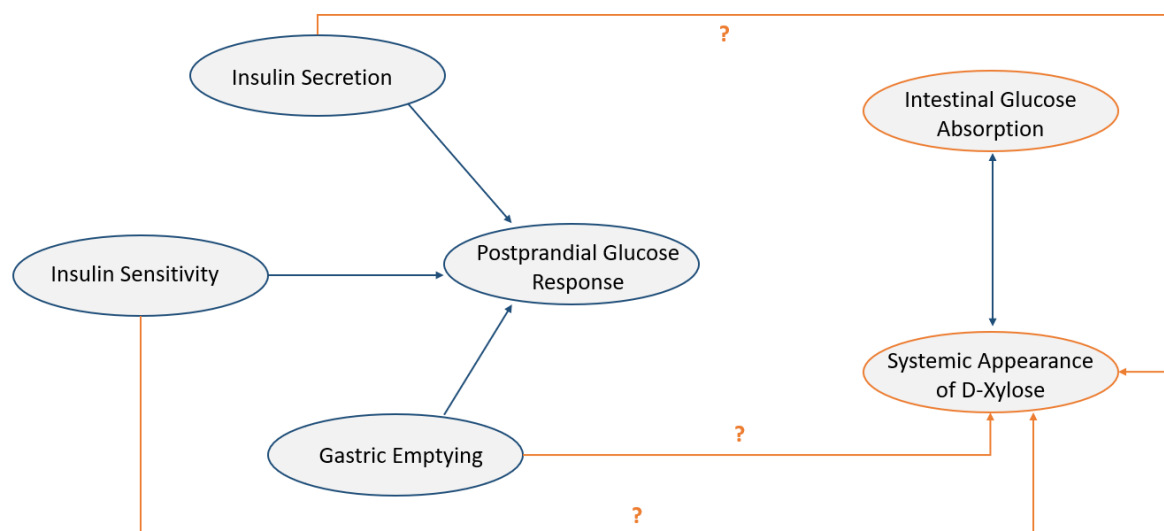 ?
Insulin Secretion
Intestinal Glucose
Absorption
Insulin Sensitivity
Postprandial Glucose
Response
Systemic Appearance
of D-Xylose
?
Gastric Emptying
?